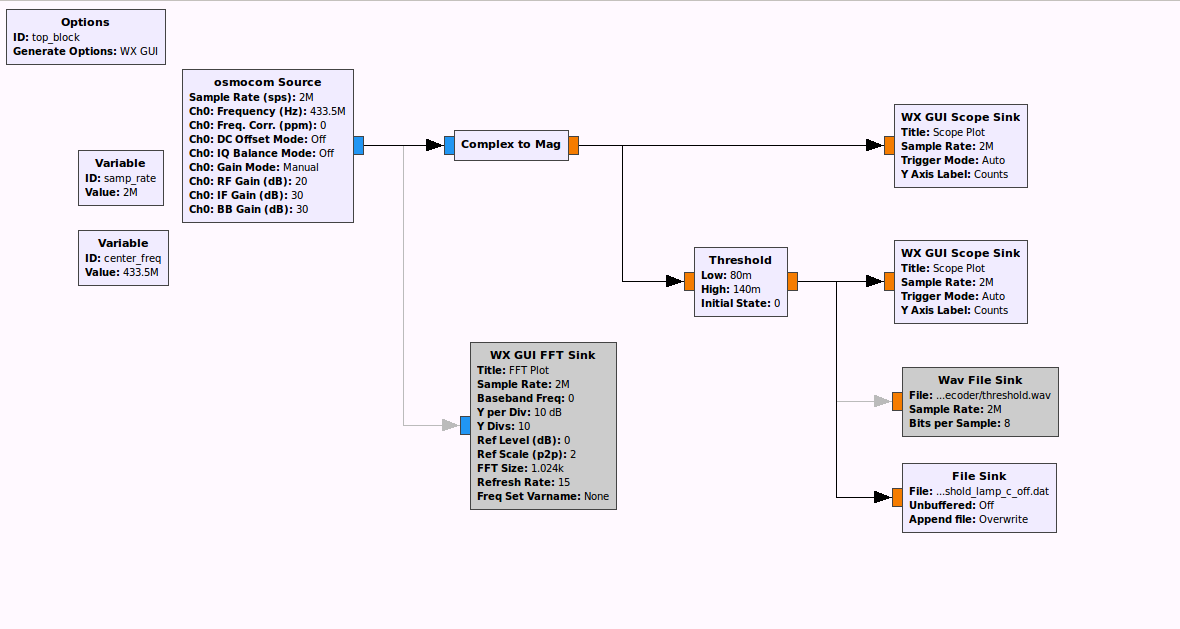 Options
ID: top_block
Generate Options: WX GUI
osmocom Source
Sample Rate (sps): 2M
Ch0: Frequency (Hz): 433.5M
Ch0: Freq. Corr. (ppm): 0
Ch0: DC Offset Mode: Off
Ch0: IQ Balance Mode: Off
Ch0: Gain Mode: Manual
Ch0: RF Gain (dB): 20
Ch0: IF Gain (dB): 30
Ch0: BB Gain (dB): 30
Variable
ID: samp_rate
Value: 2M
Variable
ID: center_freq
Value: 433.5M
Complex to Mag
WX GUI Scope Sink
Title: Scope Plot
Sample Rate: 2M
Trigger Mode: Auto
Y Axis Label: Counts
Threshold
Low: 80m
High: 140m
Initial State: 0
WX GUI Scope Sink
Title: Scope Plot
Sample Rate: 2M
Trigger Mode: Auto
Y Axis Label: Counts
WX GUI FFT Sink
Title: FFT Plot
Sample Rate: 2M
Baseband Freq: 0
Y per Div: 10 dB
Y Divs: 10
Ref Level (dB): 0
Ref Scale (p2p): 2
FFT Size: 1.024k
Refresh Rate: 15
Freq Set Varname: None
Wav File Sink
File: ...ecoder/threshold.wav
Sample Rate: 2M
Bits per Sample: 8
File Sink
File: ...shold_lamp_c_off.dat
Unbuffered: Off
Append file: Overwrite